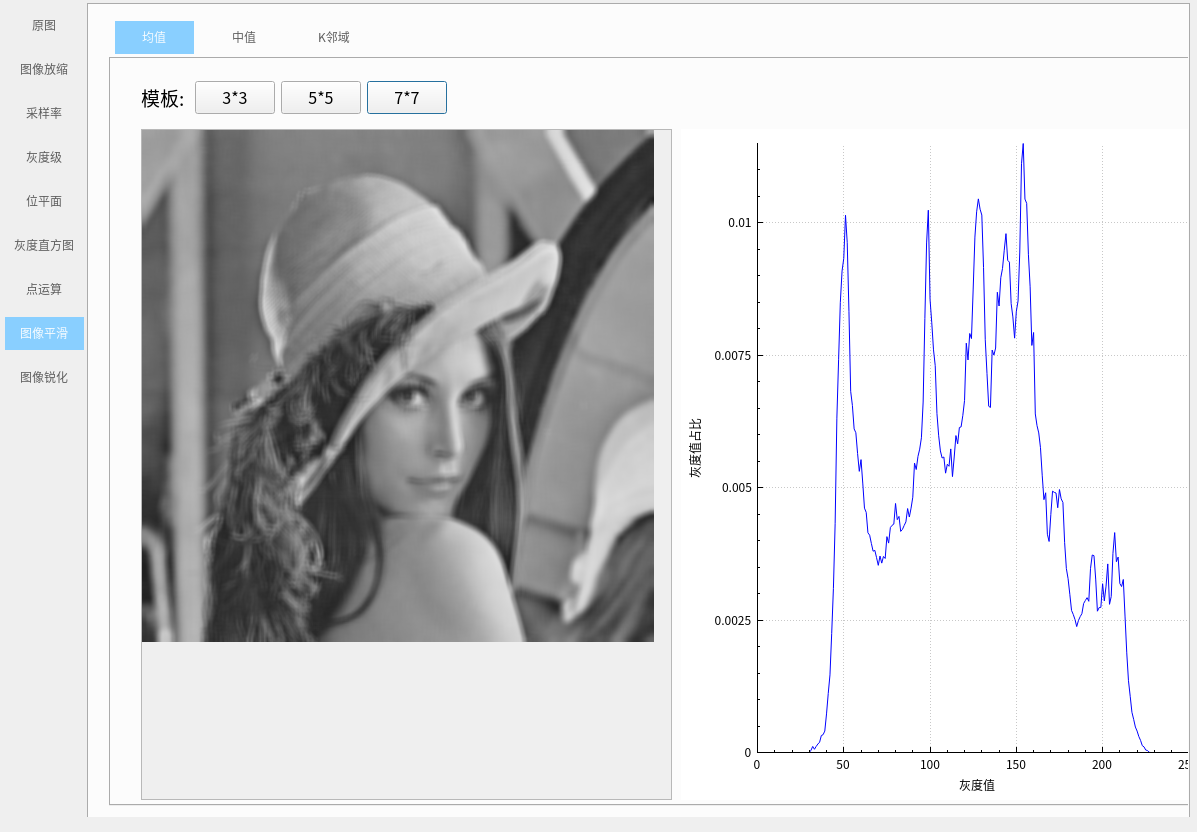 原图
图像放缩
采样率
灰度级
位平面
灰度直方图
点运算
图像平滑
图像锐化
均值 中值 K邻域
模板: 3*3 5*5 7*7
0.01
0.0075
0.005
0.0025
0
灰度值占比
0 50 100 150 200
灰度值